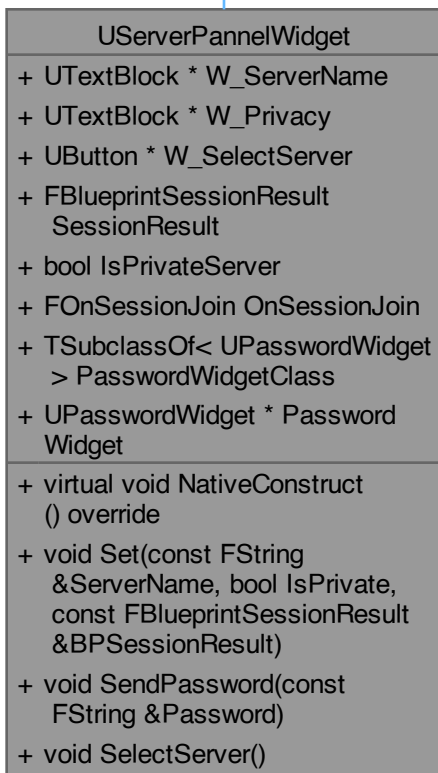 UServerPannelWidget
+ UTextBlock * W_ServerName
+ UTextBlock * W_Privacy
+ UButton * W_SelectServer
+ FBlueprintSessionResult
SessionResult
+ bool IsPrivateServer
+ FOnSessionJoin OnSessionJoin
+ TSubclassOf< UPasswordWidget
> PasswordWidgetClass
+ UPasswordWidget * Password
Widget
+ virtual void NativeConstruct
() override
+ void Set(const FString
&ServerName, bool IsPrivate,
const FBlueprintSessionResult
&BPSessionResult)
+ void SendPassword(const
FString &Password)
+ void SelectServer()